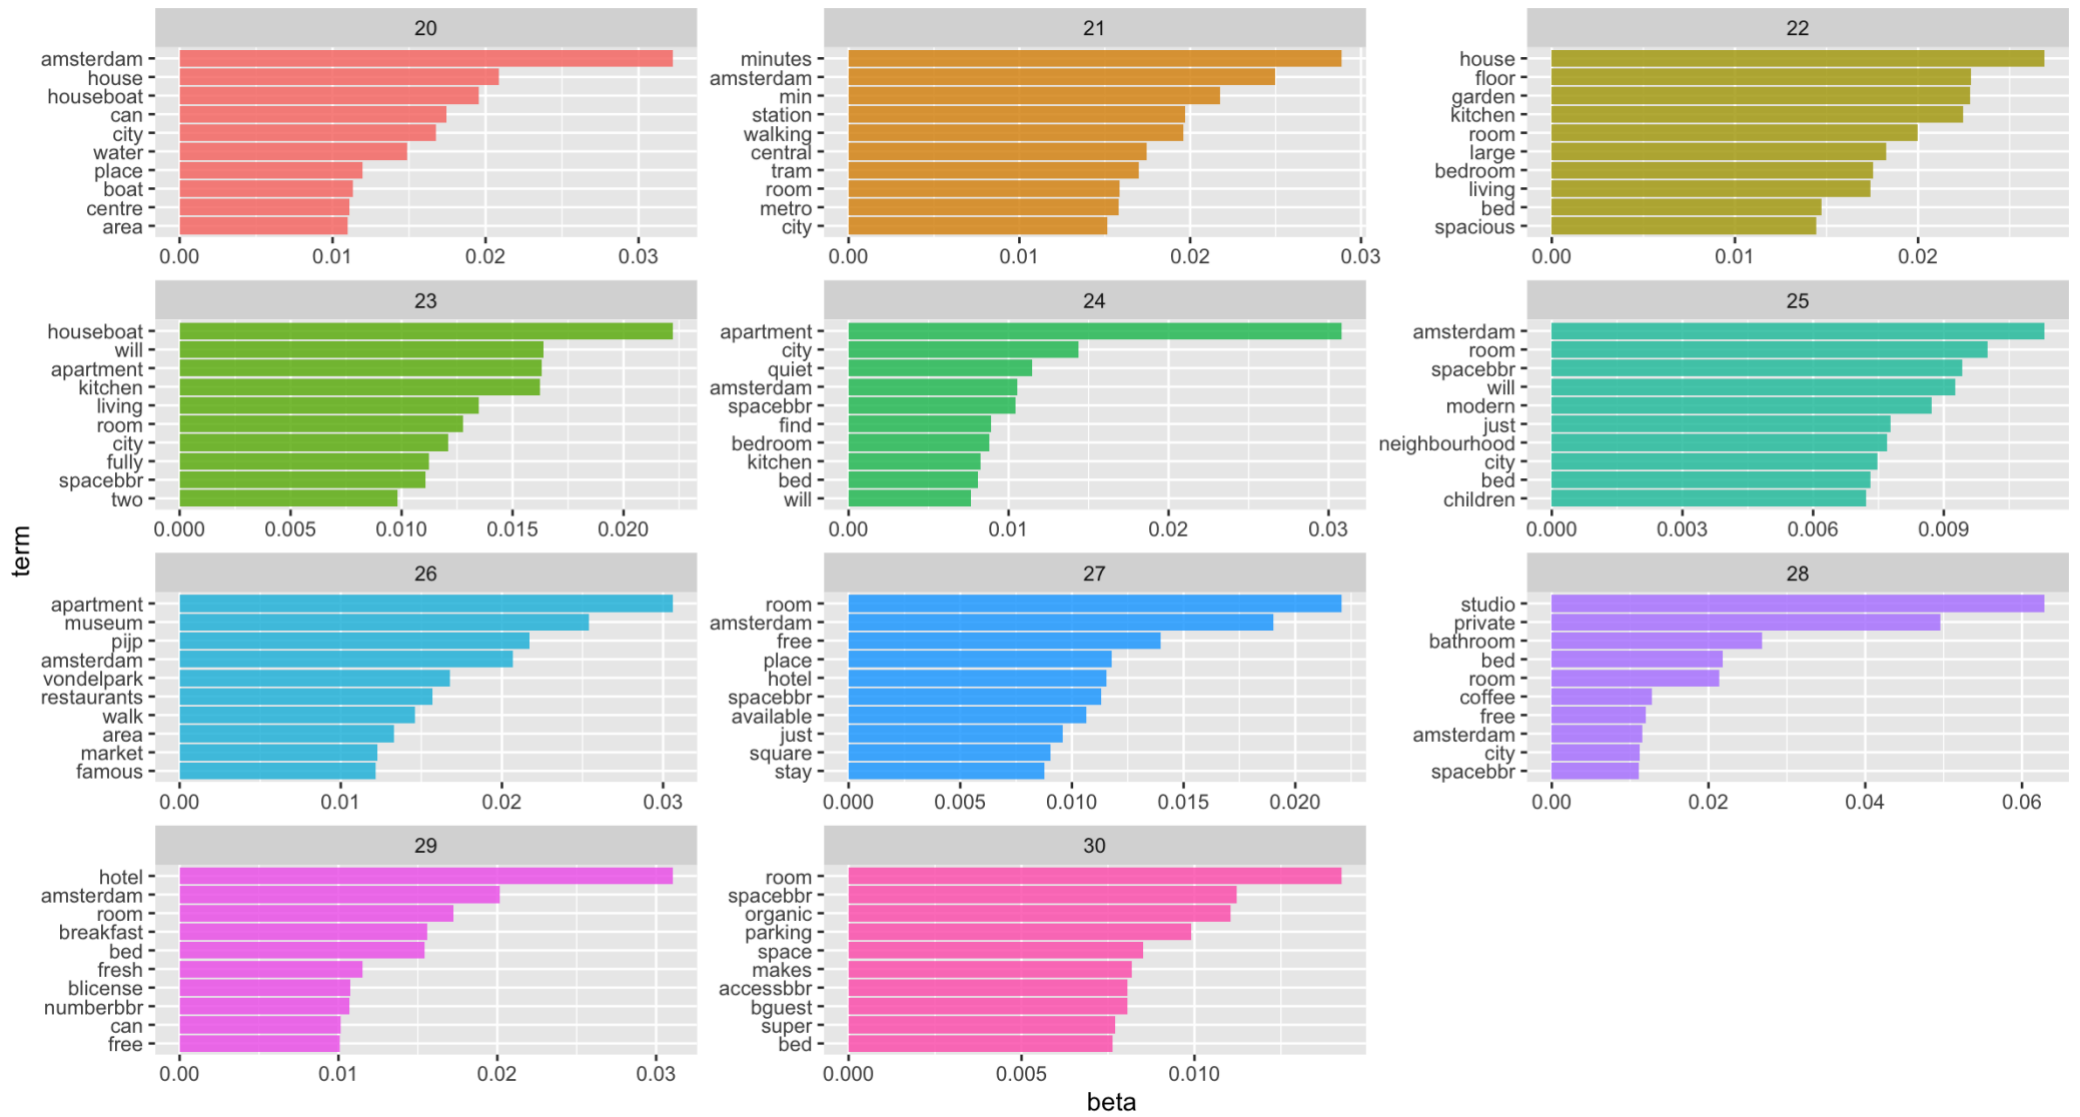 20
amsterdam
house
houseboat
can
city
water
place
boat
centre
area
0.00 0.01 0.02 0.03
21
minutes
amsterdam
min
station
walking
central
tram
room
metro
city
0.00 0.01 0.02 0.03
22
house
floor
garden
kitchen
room
large
bedroom
living
bed
spacious
0.00 0.01 0.02
23
houseboat
will
apartment
kitchen
living
room
city
fully
spacebbr
two
0.000 0.005 0.010 0.015 0.020
24
apartment
city
quiet
amsterdam
spacebbr
find
bedroom
kitchen
bed
will
0.00 0.01 0.02 0.03
25
amsterdam
room
spacebbr
will
modern
just
neighbourhood
city
bed
children
0.000 0.003 0.006 0.009
term
26
apartment
museum
pijp
amsterdam
vondelpark
restaurants
walk
area
market
famous
0.00 0.01 0.02 0.03
27
room
amsterdam
free
place
hotel
spacebbr
available
just
square
stay
0.000 0.005 0.010 0.015 0.020
28
studio
private
bathroom
bed
room
coffee
free
amsterdam
city
spacebbr
0.00 0.02 0.04 0.06
29
hotel
amsterdam
room
breakfast
bed
fresh
blicense
numberbbr
can
free
0.00 0.01 0.02 0.03
30
room
spacebbr
organic
parking
space
makes
accessbbr
bguest
super
bed
0.000 0.005 0.010
beta